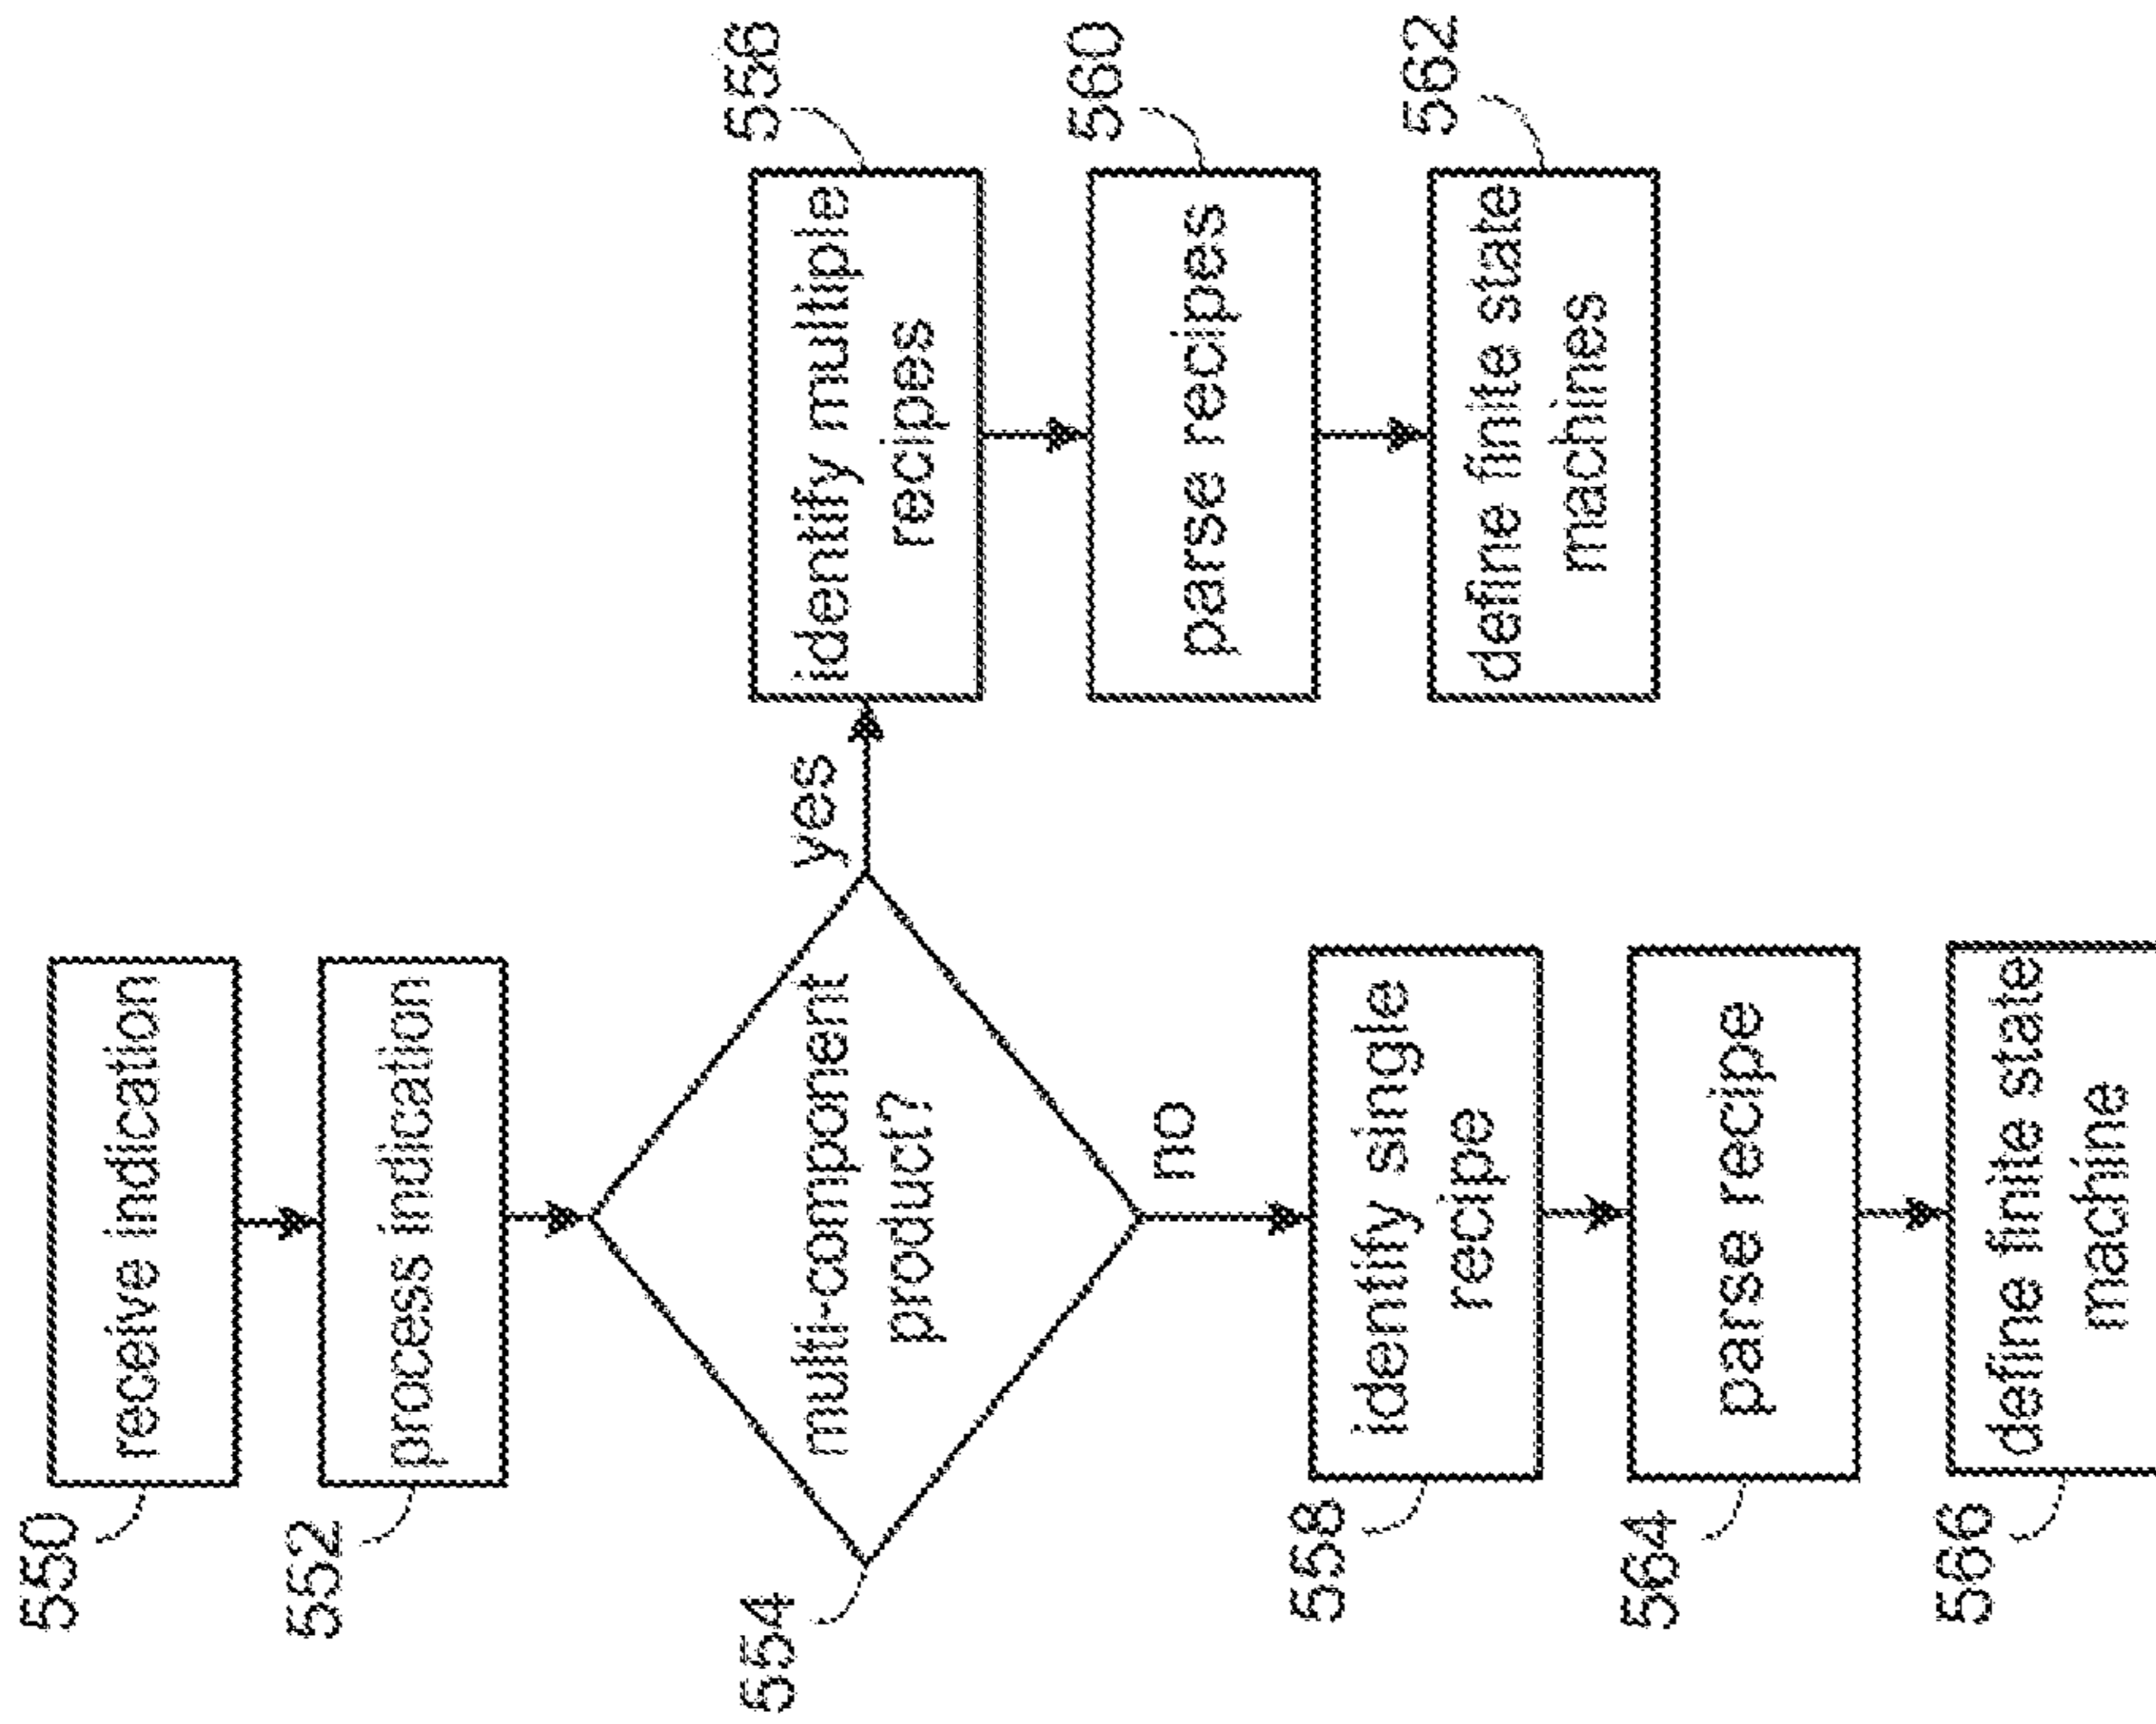 550
receive indication
552
process indication
554
multi-component
product?
yes
556
identify multiple
recipes
560
parse recipes
562
define finite state
machines
no
558
identify single
recipe
564
parse recipe
566
define finite state
machine